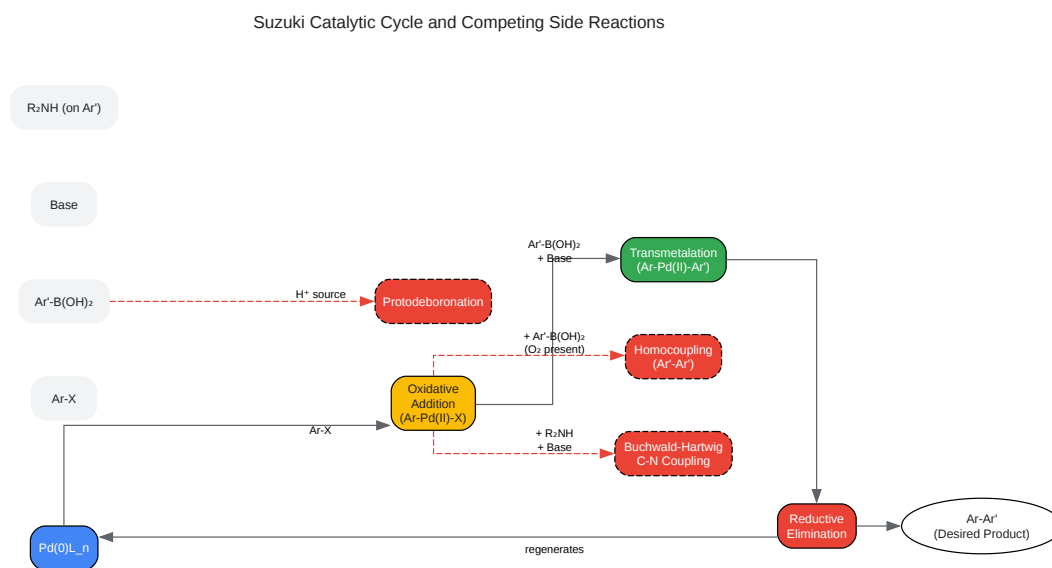 Suzuki Catalytic Cycle and Competing Side Reactions
R₂NH (on Ar')
Base
Ar'-B(OH)₂
+ Base
Transmetalation
(Ar-Pd(II)-Ar')
Ar'-B(OH)₂
H⁺ source
Protodeboronation
+ Ar'-B(OH)₂
(O₂ present)
Homocoupling
(Ar'-Ar')
Ar-X
Oxidative
Addition
(Ar-Pd(II)-X)
Ar-X
+ R₂NH
+ Base
Buchwald-Hartwig
C-N Coupling
Reductive
Elimination
Ar-Ar'
(Desired Product)
Pd(0)L_n
regenerates